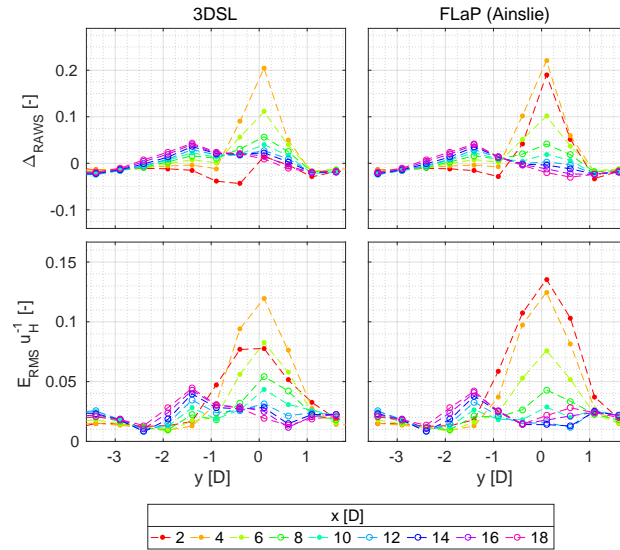 3DSL
FLaP (Ainslie)
0.2
0.1
0
-0.1
Δ_RAWS [-]
0.15
0.1
0.05
0
E_RMS u_H^-1 [-]
-3 -2 -1 0 1
-3 -2 -1 0 1
y [D]
y [D]
x [D]
2 4 6 8 10 12 14 16 18